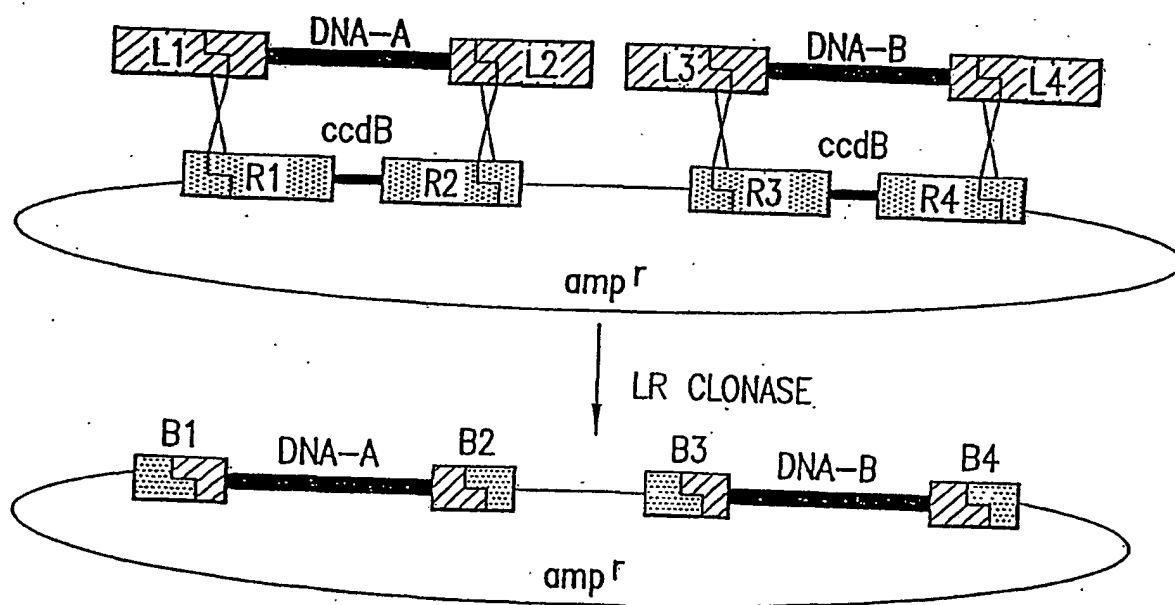 L1 DNA-A L2 L3 DNA-B L4
ccdB ccdB
R1 R2 R3 R4
amp r
LR CLONASE
B1 DNA-A B2 B3 DNA-B B4
amp r